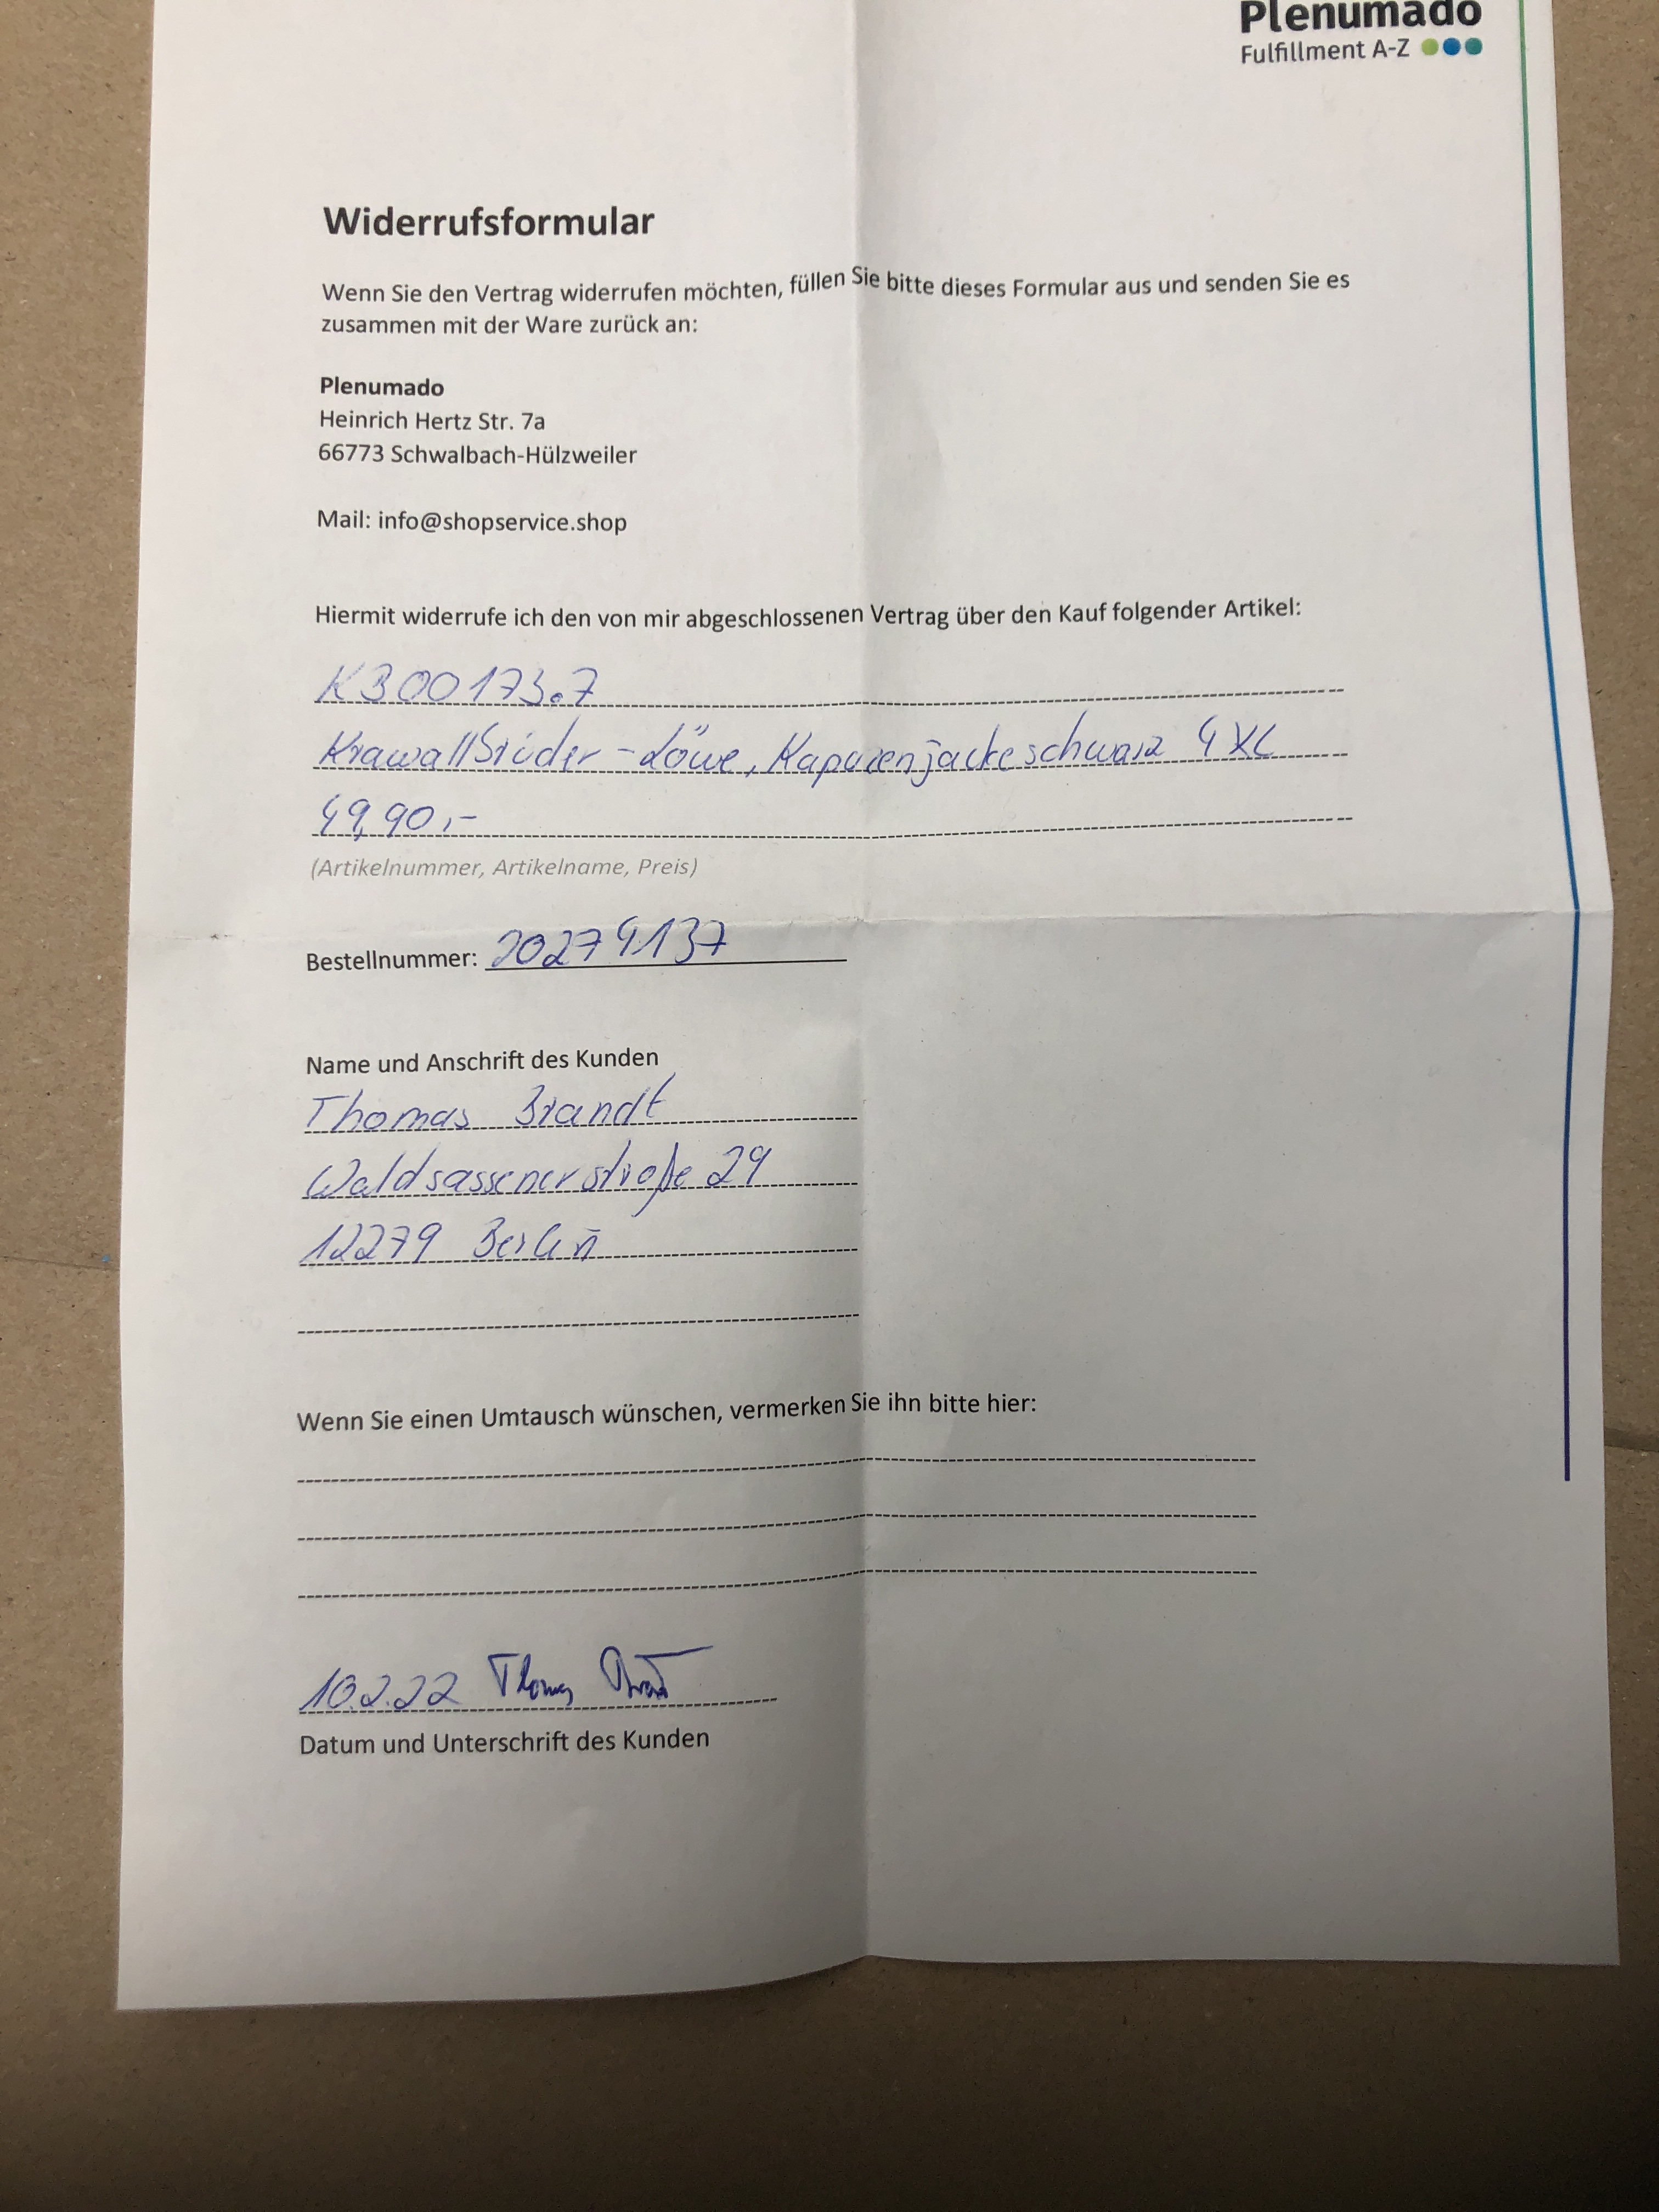 Plenumado
Fulfillment A-Z
Widerrufsformular
Wenn Sie den Vertrag widerrufen möchten, füllen Sie bitte dieses Formular aus und senden Sie es
zusammen mit der Ware zurück an:
Plenumado
Heinrich Hertz Str. 7a
66773 Schwalbach-Hülzweiler
Mail: info@shopservice.shop
Hiermit widerrufe ich den von mir abgeschlossenen Vertrag über den Kauf folgender Artikel:
K300173.7
KrawallBrüder - Löwe, Kapuzenjacke schwarz 4XL
49,90,-
(Artikelnummer, Artikelname, Preis)
Bestellnummer: 20274137
Name und Anschrift des Kunden
Thomas Brandt
Waldsassenerstraße 29
12279 Berlin
Wenn Sie einen Umtausch wünschen, vermerken Sie ihn bitte hier:
10.2.22 Thomas Brandt
Datum und Unterschrift des Kunden